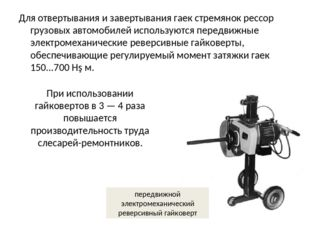 Для отвертывания и завертывания гаек стремянок рессор
грузовых автомобилей используются передвижные
электромеханические реверсивные гайковерты,
обеспечивающие регулируемый момент затяжки гаек
150...700 Hş м.
При использовании
гайковертов в 3 — 4 раза
повышается
производительность труда
слесарей-ремонтников.
передвижной
электромеханический
реверсивный гайковерт